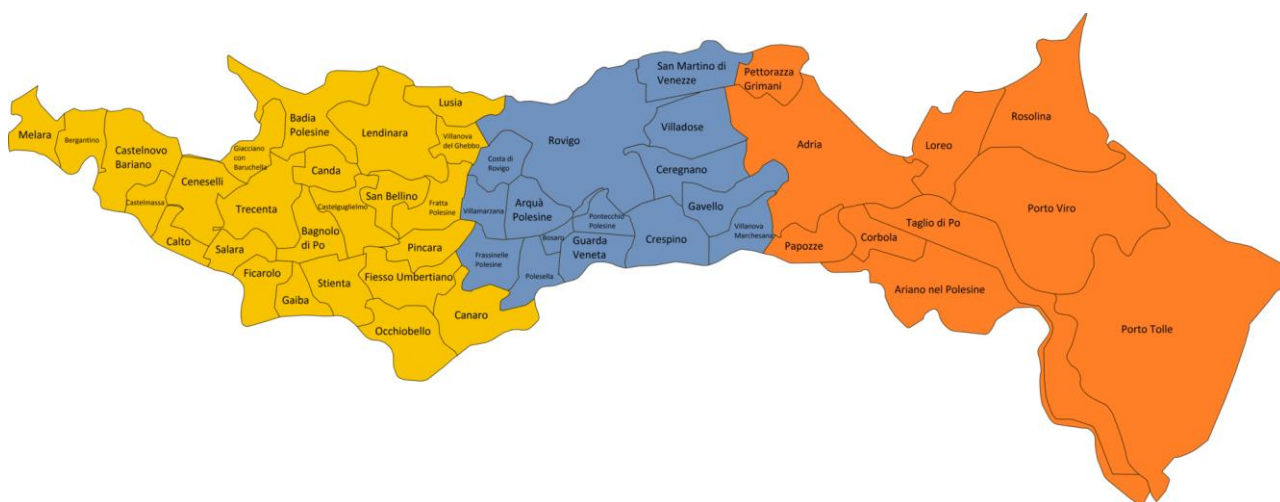 Melara
Bergantino
Castelnovo
Bariano
Castelmassa
Ceneselli
Calto
Giacciano
con
Baruchella
Badia
Polesine
Lendinara
Lusia
Villanova
del Ghebbo
Canda
Trecenta
Castelguglielmo
San Bellino
Fratta
Polesine
Bagnolo
di Po
Salara
Pincara
Ficarolo
Gaiba
Stienta
Fiesso Umbertiano
Canaro
Occhiobello
San Martino di
Venezze
Rovigo
Villadose
Costa di
Rovigo
Ceregnano
Villamarzana
Arquà
Polesine
Pontecchio
Polesine
Gavello
Villanova
Marchesana
Bosaro
Guarda
Veneta
Crespino
Frassinelle
Polesine
Polesella
Pettorazza
Grimani
Adria
Loreo
Rosolina
Porto Viro
Taglio di Po
Papozze
Corbola
Ariano nel Polesine
Porto Tolle